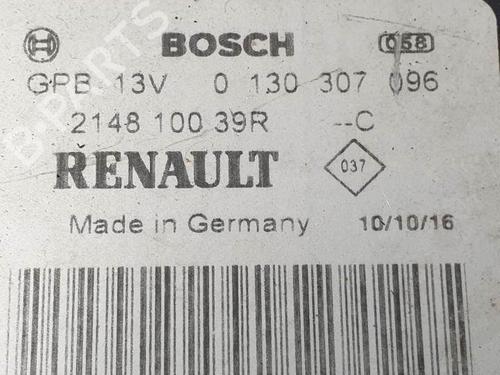 BOSCH 058
GPB 13V 0 130 307 096
2148 100 39R --C
RENAULT 037
Made in Germany 10/10/16
B-PARTS